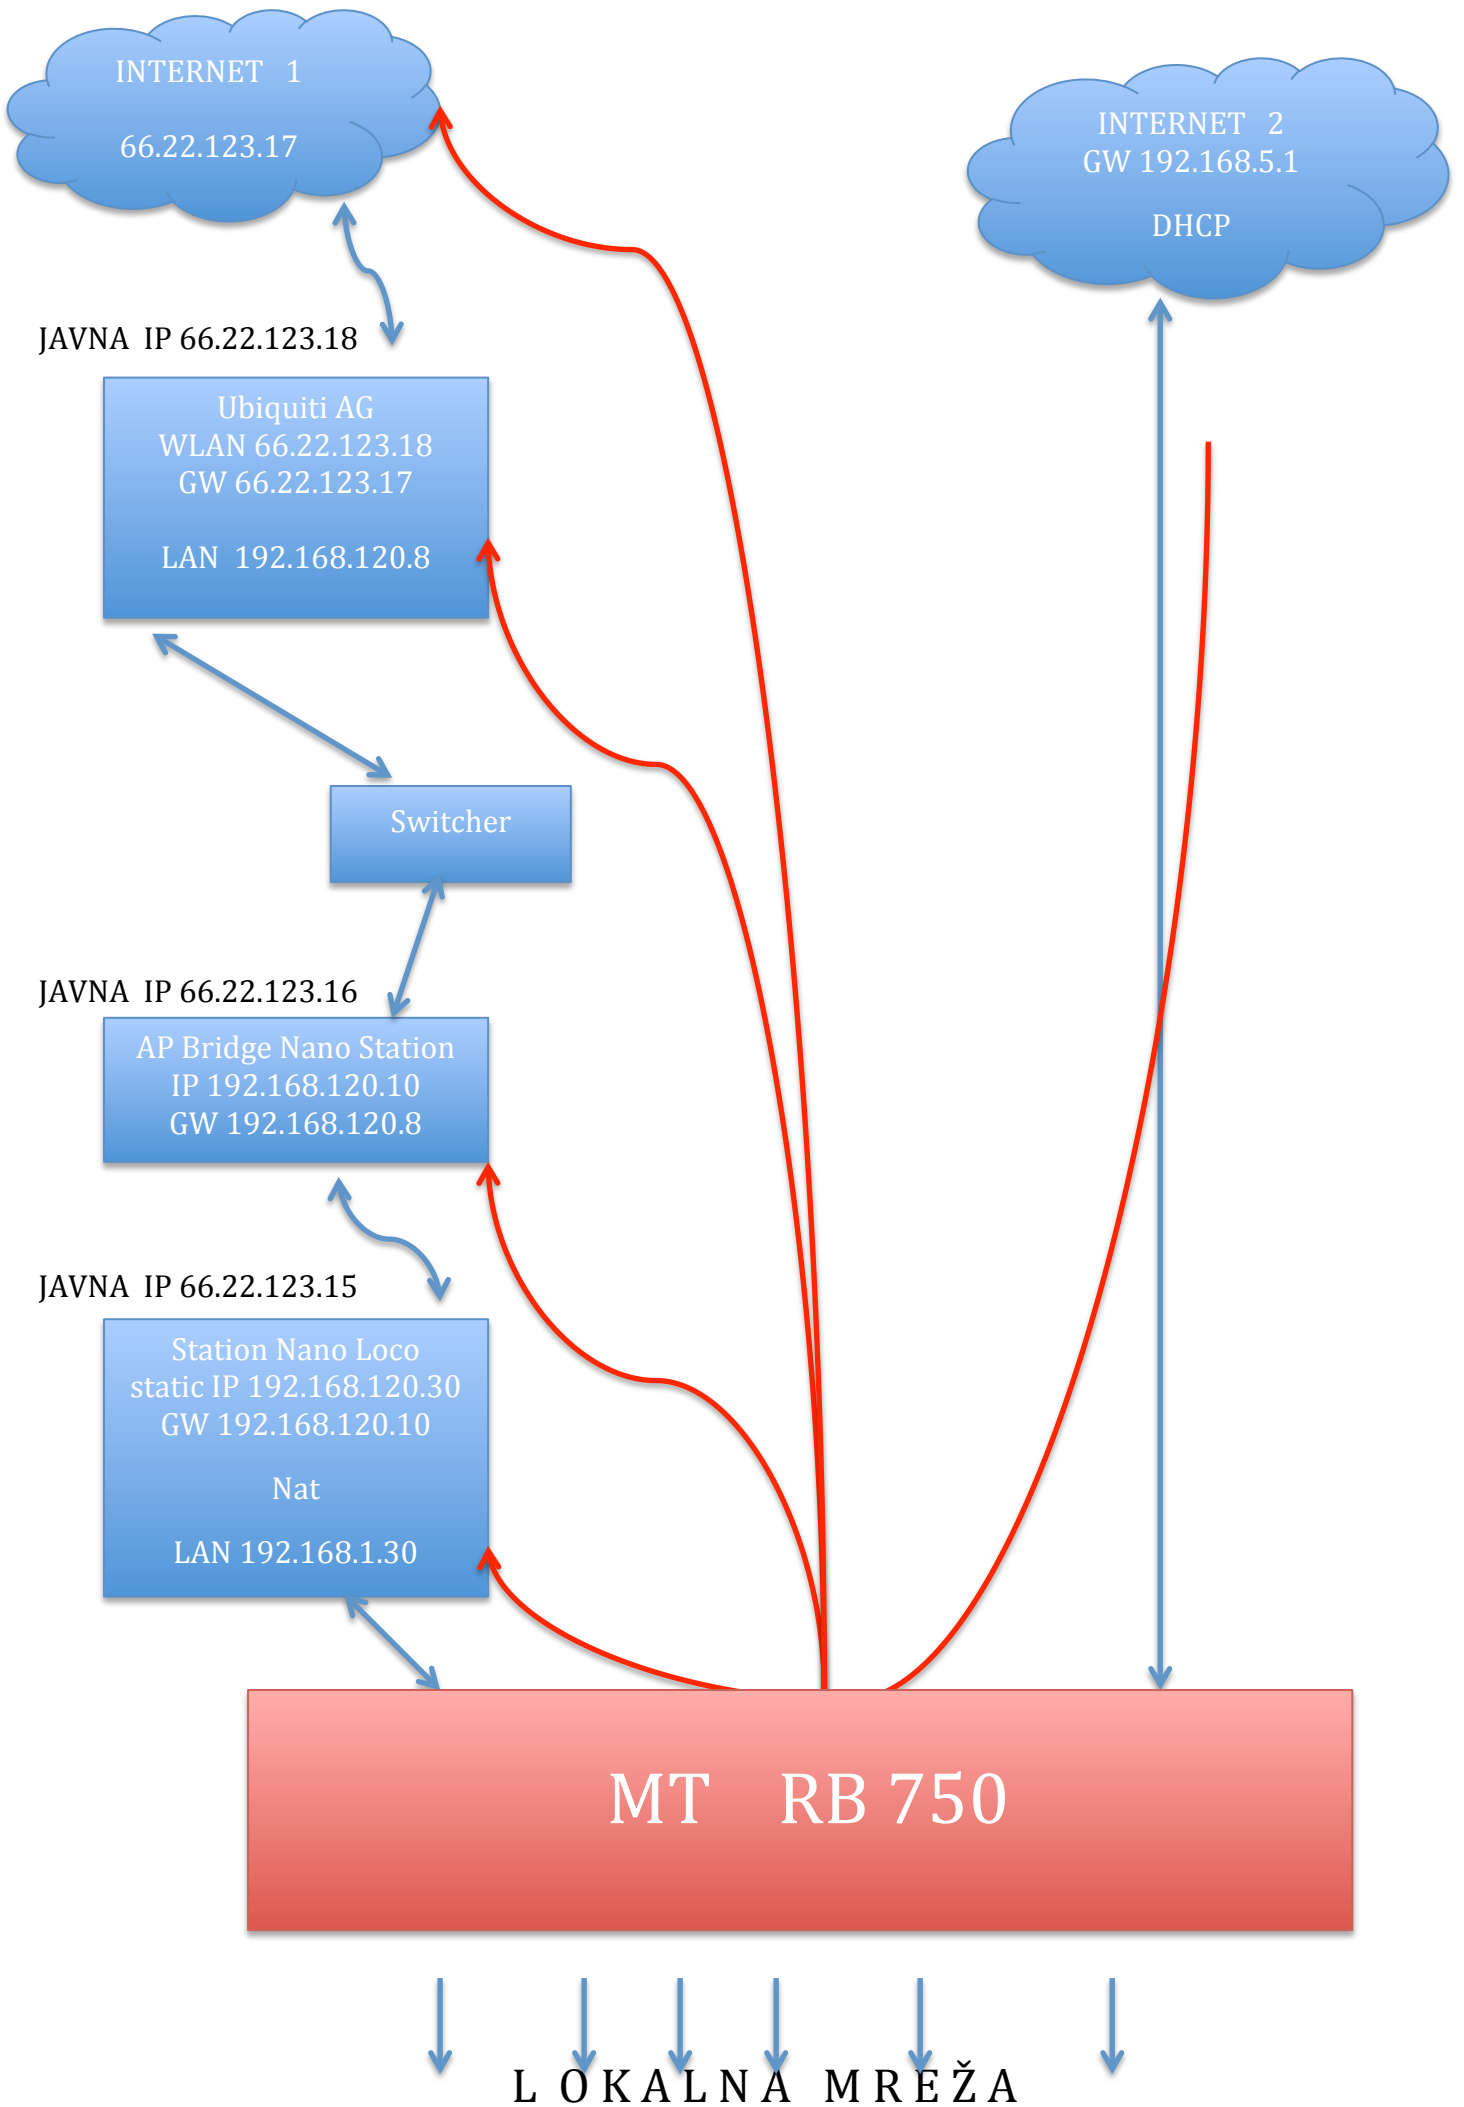 INTERNET 1
66.22.123.17
INTERNET 2
GW 192.168.5.1
DHCP
JAVNA IP 66.22.123.18
Ubiquiti AG
WLAN 66.22.123.18
GW 66.22.123.17
LAN 192.168.120.8
Switcher
JAVNA IP 66.22.123.16
AP Bridge Nano Station
IP 192.168.120.10
GW 192.168.120.8
JAVNA IP 66.22.123.15
Station Nano Loco
static IP 192.168.120.30
GW 192.168.120.10
Nat
LAN 192.168.1.30
MT RB 750
L O K A L N A M R E Ž A